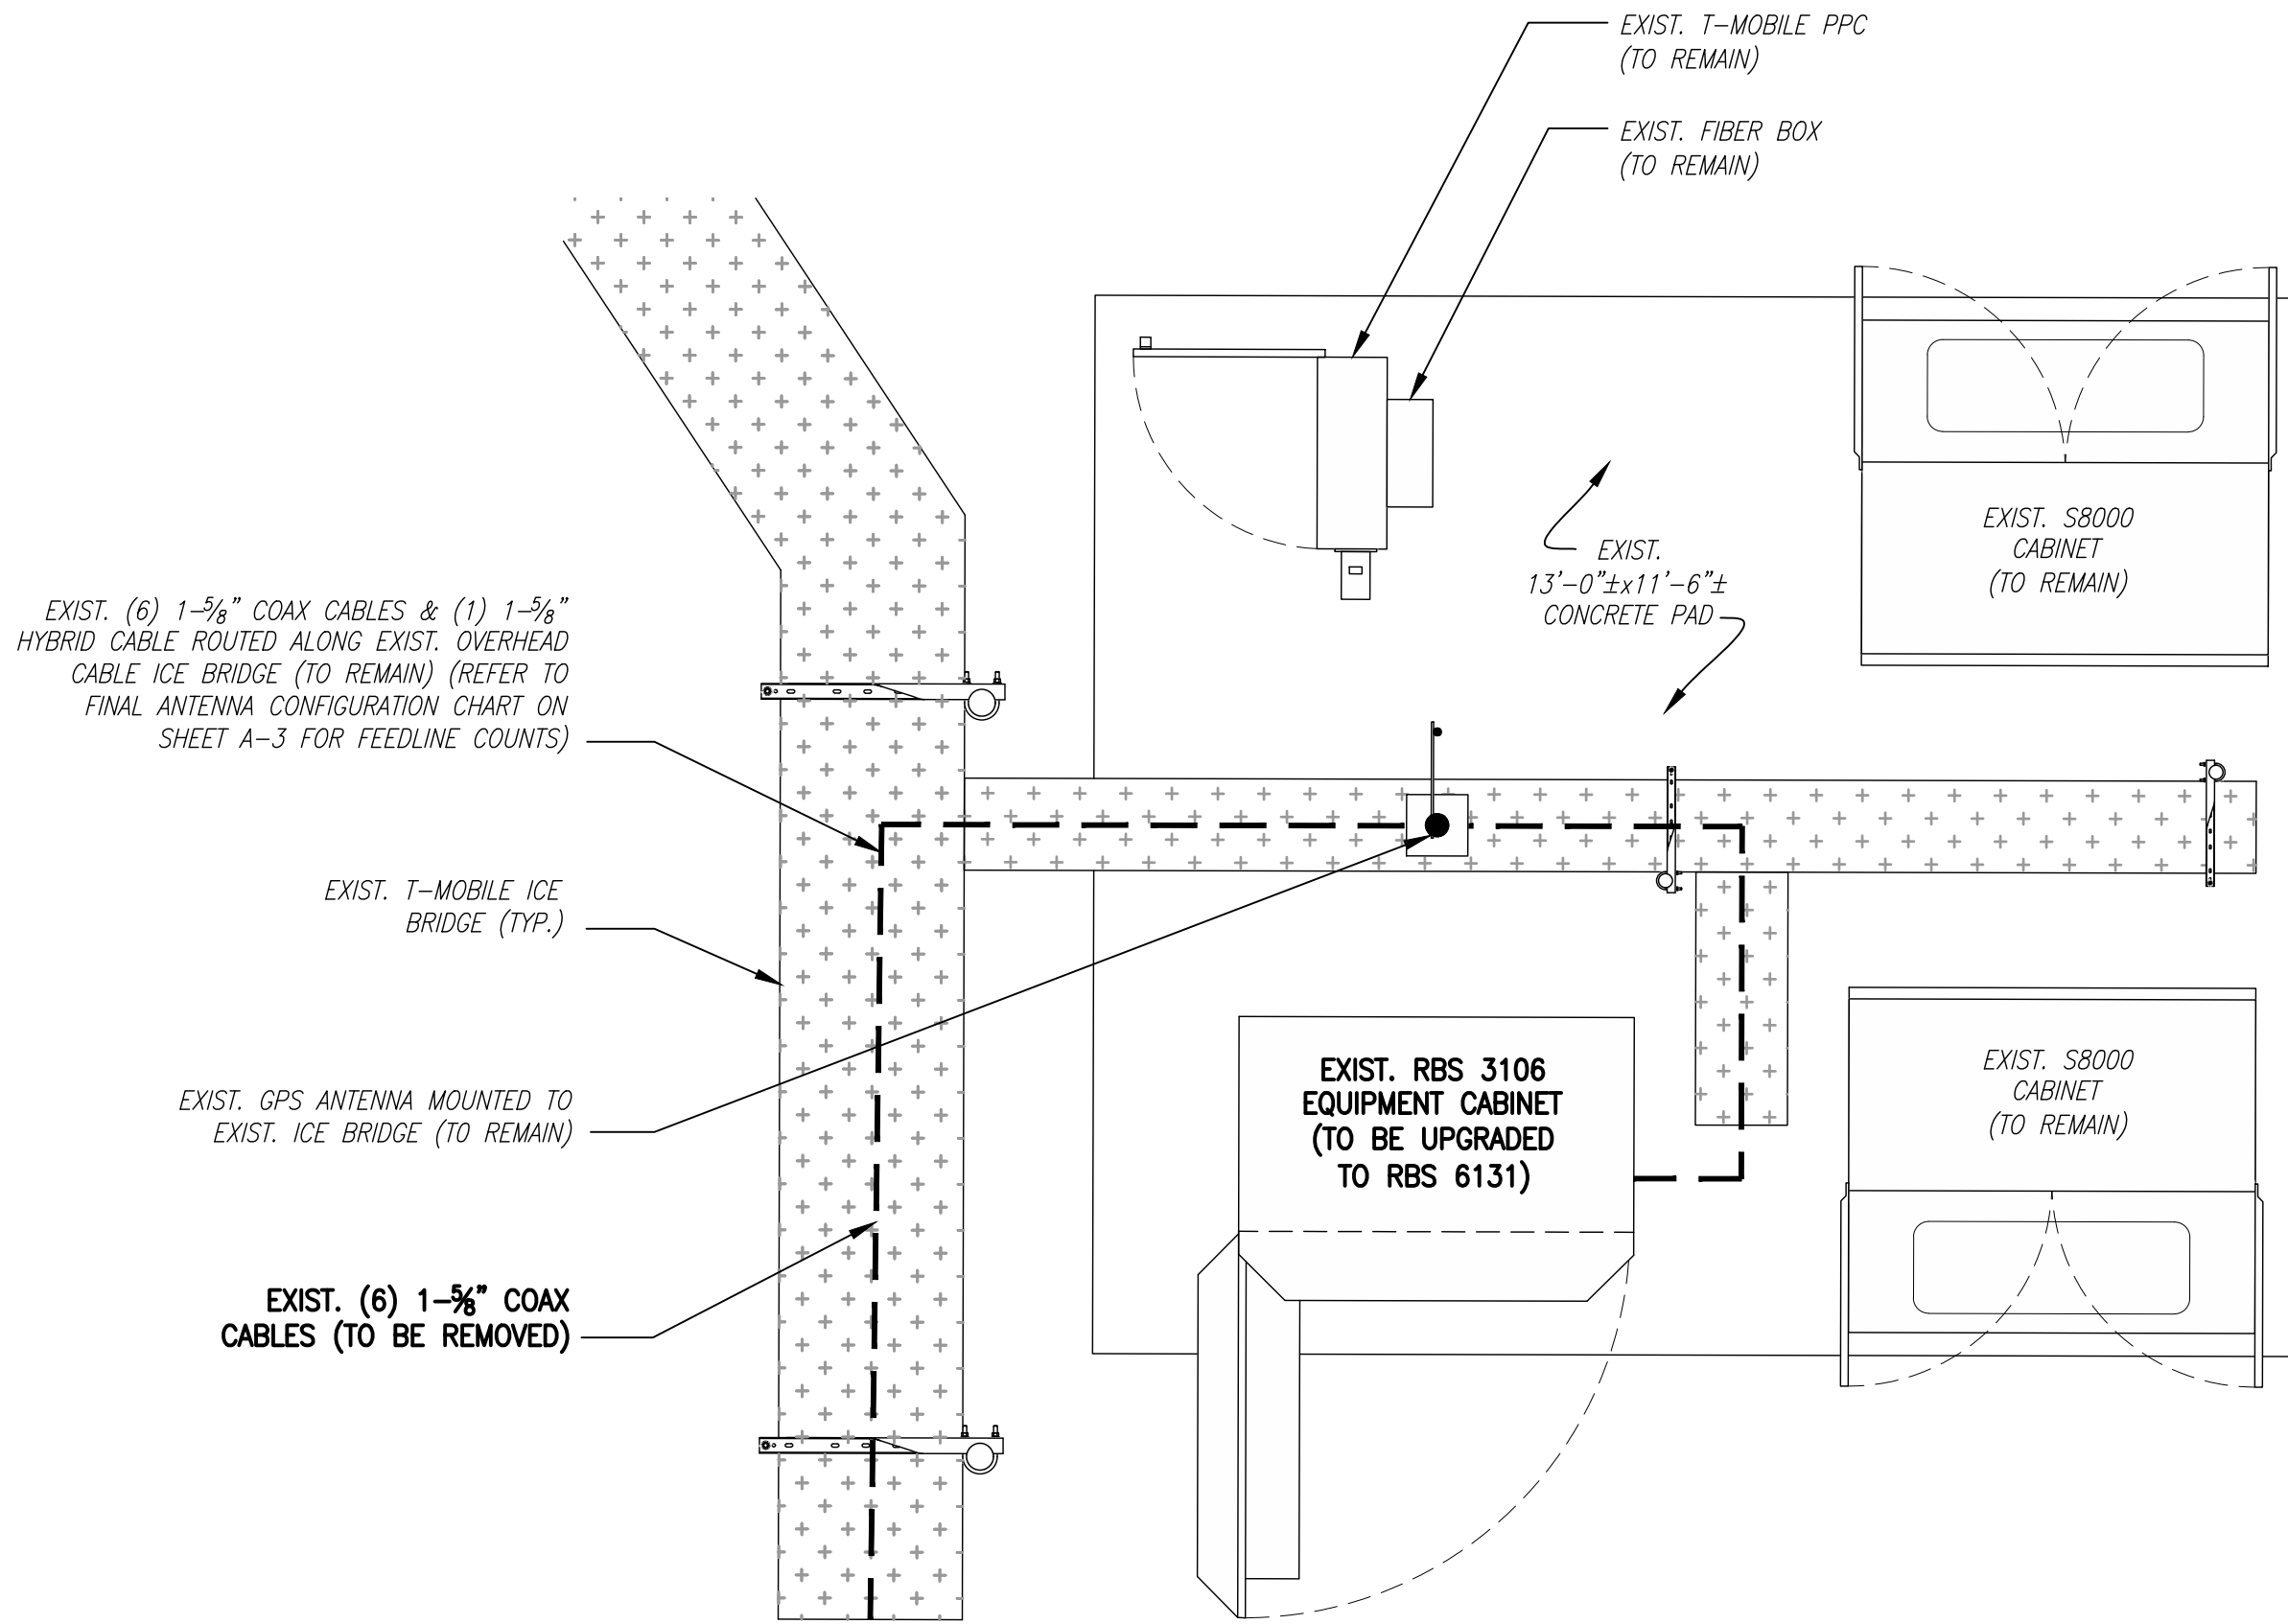 EXIST. T-MOBILE PPC
(TO REMAIN)
EXIST. FIBER BOX
(TO REMAIN)
EXIST. S8000
CABINET
(TO REMAIN)
EXIST.
13'-0"±x11'-6"±
CONCRETE PAD
EXIST. (6) 1-5/8" COAX CABLES & (1) 1-5/8"
HYBRID CABLE ROUTED ALONG EXIST. OVERHEAD
CABLE ICE BRIDGE (TO REMAIN) (REFER TO
FINAL ANTENNA CONFIGURATION CHART ON
SHEET A-3 FOR FEEDLINE COUNTS)
EXIST. T-MOBILE ICE
BRIDGE (TYP.)
EXIST. GPS ANTENNA MOUNTED TO
EXIST. ICE BRIDGE (TO REMAIN)
EXIST. RBS 3106
EQUIPMENT CABINET
(TO BE UPGRADED
TO RBS 6131)
EXIST. S8000
CABINET
(TO REMAIN)
EXIST. (6) 1-5/8" COAX
CABLES (TO BE REMOVED)